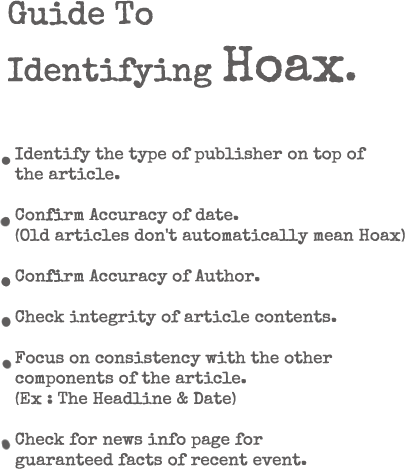 Guide To
Identifying Hoax.
• Identify the type of publisher on top of
the article.
• Confirm Accuracy of date.
(Old articles don't automatically mean Hoax)
• Confirm Accuracy of Author.
• Check integrity of article contents.
• Focus on consistency with the other
components of the article.
(Ex : The Headline & Date)
• Check for news info page for
guaranteed facts of recent event.